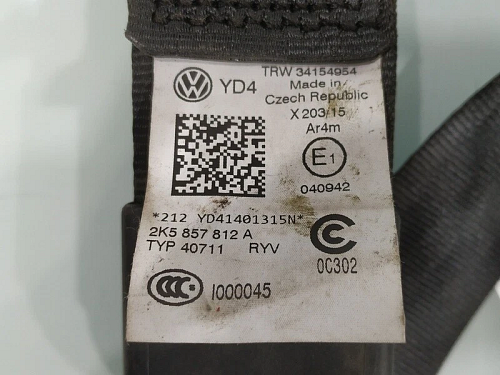 YD4
TRW 34154954
Made in
Czech Republic
X 203/15
Ar4m
E1
040942
*212 YD41401315N*
2K5 857 812 A
TYP 40711 RYV
0C302
CCC
I000045